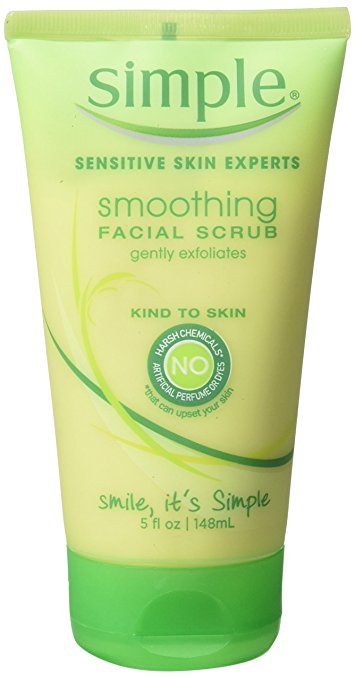 simple®
SENSITIVE SKIN EXPERTS
smoothing
FACIAL SCRUB
gently exfoliates
KIND TO SKIN
HARSH CHEMICALS*
NO
ARTIFICIAL PERFUME OR DYES
*that can upset your skin
smile, it's Simple
5 fl oz | 148mL